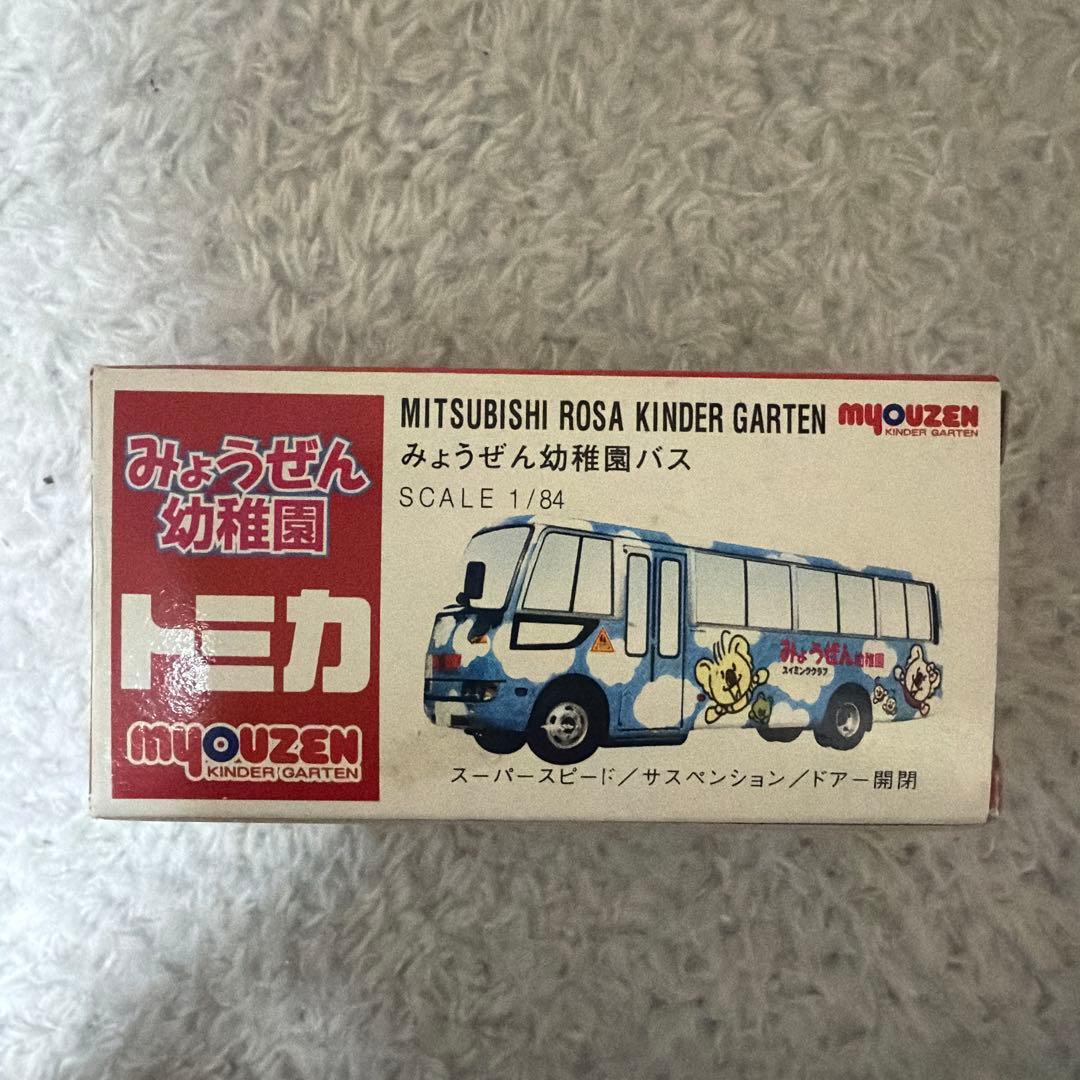 みょうぜん
幼稚園
トミカ
myouzen
KINDER GARTEN
MITSUBISHI ROSA KINDER GARTEN
myouzen
KINDER GARTEN
みょうぜん幼稚園バス
SCALE 1/84
みょうぜん幼稚園
スイミングクラブ
スーパースピード/サスペンション/ドアー開閉